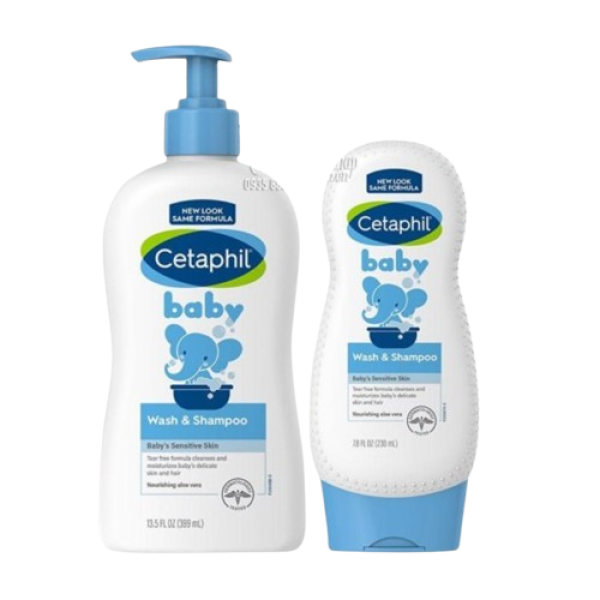 NEW LOOK
SAME FORMULA
Cetaphil
baby
Wash & Shampoo
Baby's Sensitive Skin
Tear free formula cleanses and
moisturizes baby's delicate
skin and hair
Nourishing aloe vera
13.5 FL OZ (399 mL)
NEW LOOK
SAME FORMULA
Cetaphil
baby
Wash & Shampoo
Baby's Sensitive Skin
Tear free formula cleanses and
moisturizes baby's delicate
skin and hair
Nourishing aloe vera
7.8 FL OZ (230 mL)